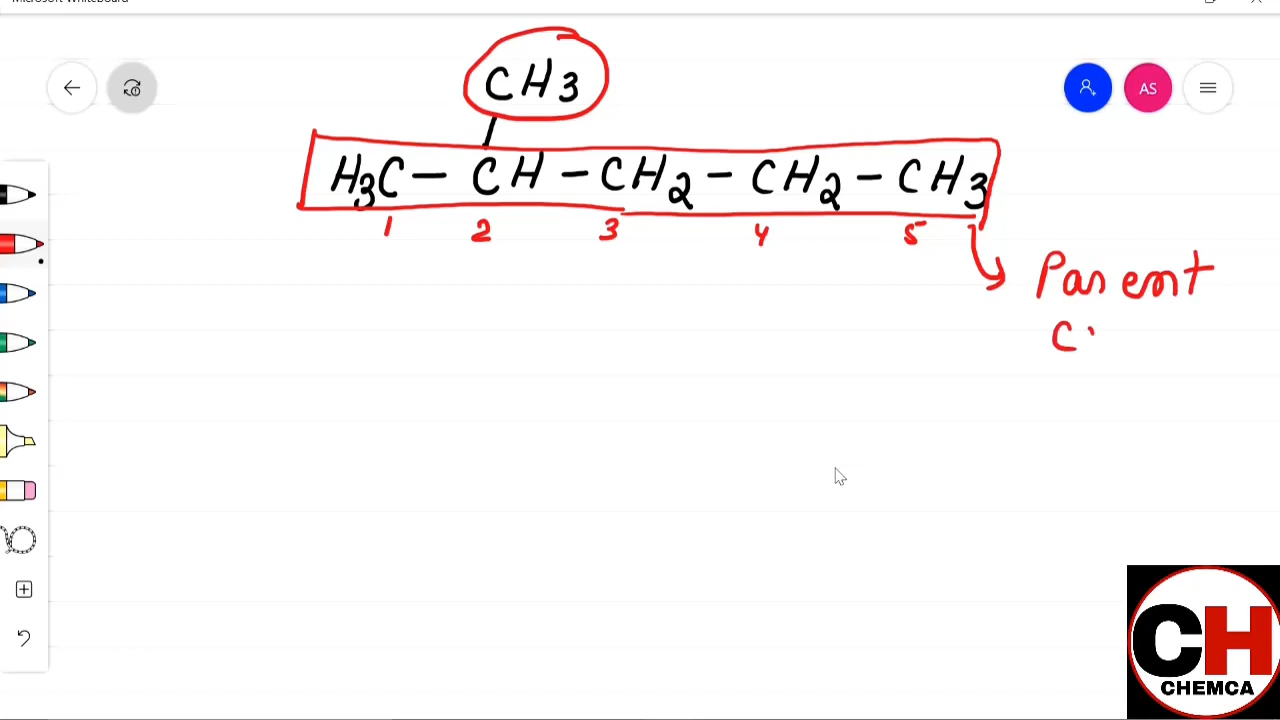 CH3
H3C - CH - CH2 - CH2 - CH3
1 2 3 4 5
Parent
C
AS
CH
CHEMCA